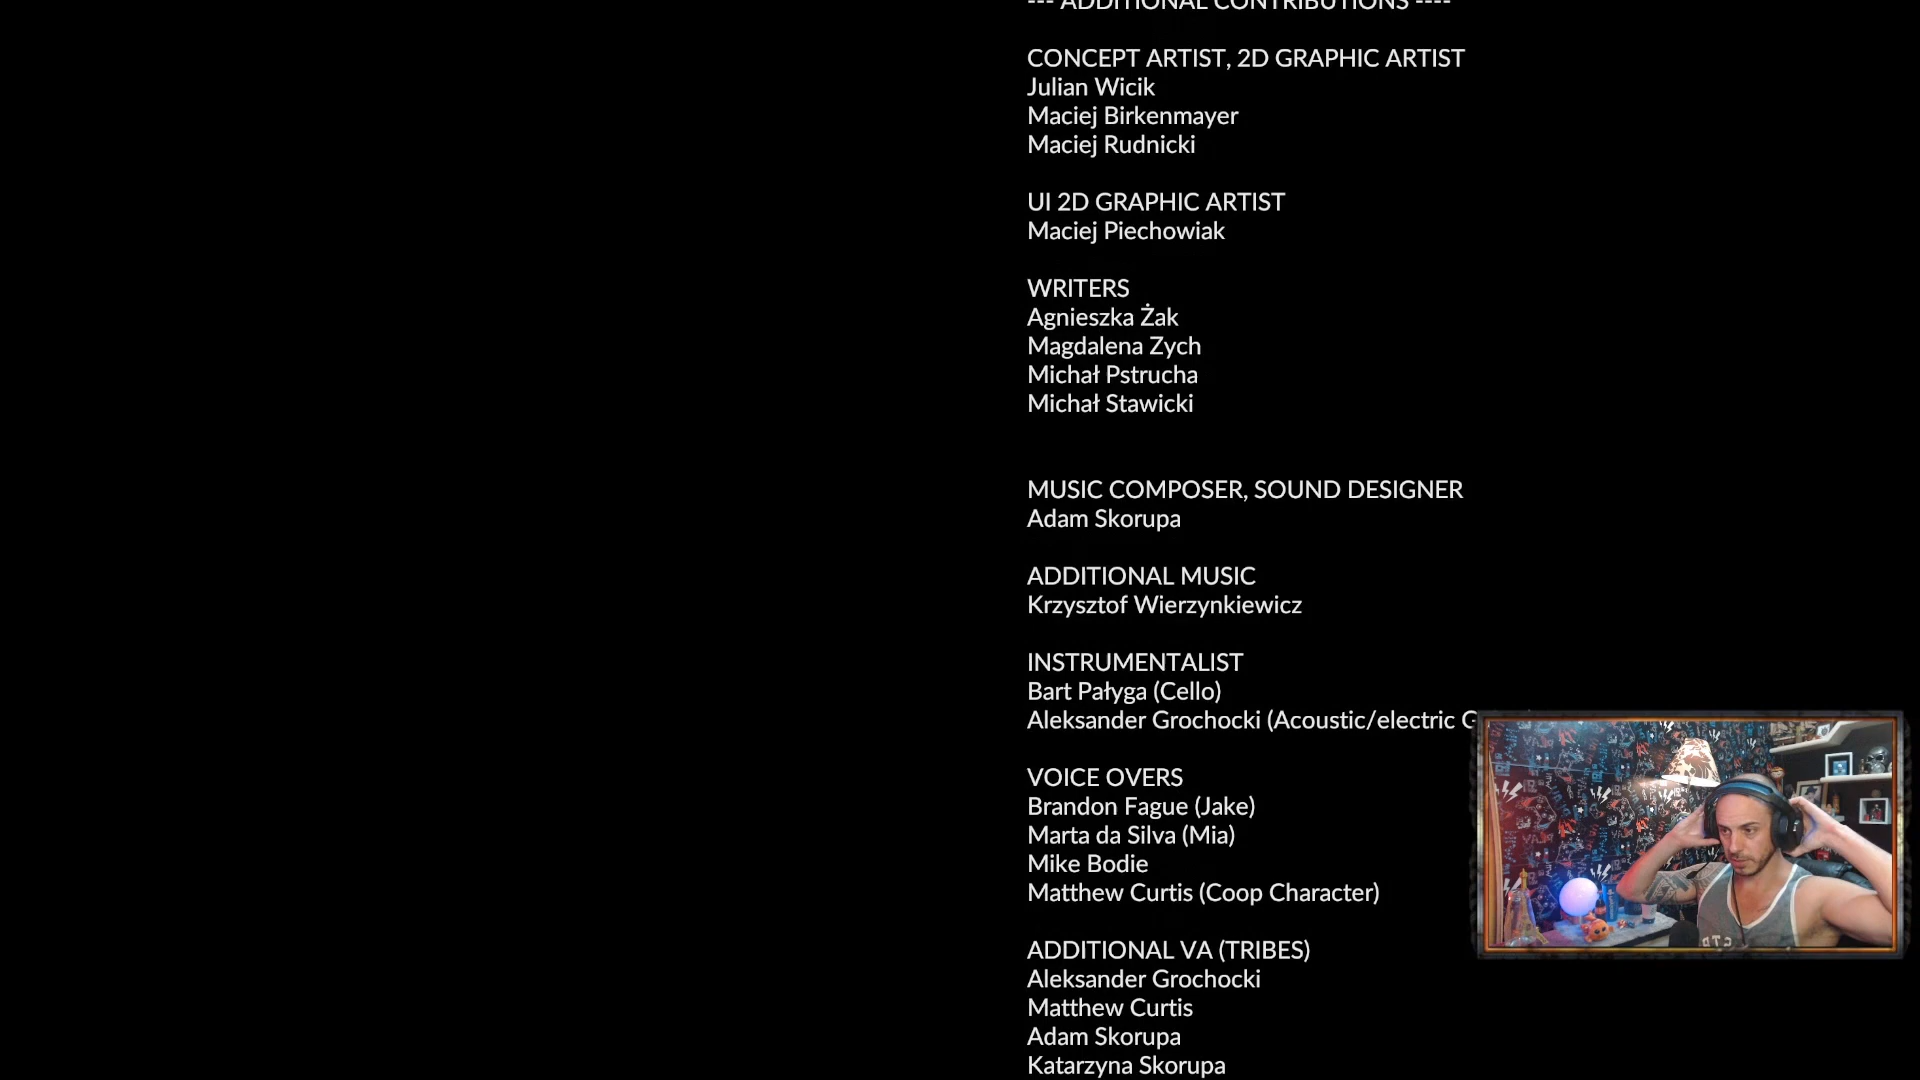 --- ADDITIONAL CONTRIBUTIONS ----
CONCEPT ARTIST, 2D GRAPHIC ARTIST
Julian Wicik
Maciej Birkenmayer
Maciej Rudnicki
UI 2D GRAPHIC ARTIST
Maciej Piechowiak
WRITERS
Agnieszka Żak
Magdalena Zych
Michał Pstrucha
Michał Stawicki
MUSIC COMPOSER, SOUND DESIGNER
Adam Skorupa
ADDITIONAL MUSIC
Krzysztof Wierzynkiewicz
INSTRUMENTALIST
Bart Pałyga (Cello)
Aleksander Grochocki (Acoustic/electric
VOICE OVERS
Brandon Fague (Jake)
Marta da Silva (Mia)
Mike Bodie
Matthew Curtis (Coop Character)
ADDITIONAL VA (TRIBES)
Aleksander Grochocki
Matthew Curtis
Adam Skorupa
Katarzyna Skorupa